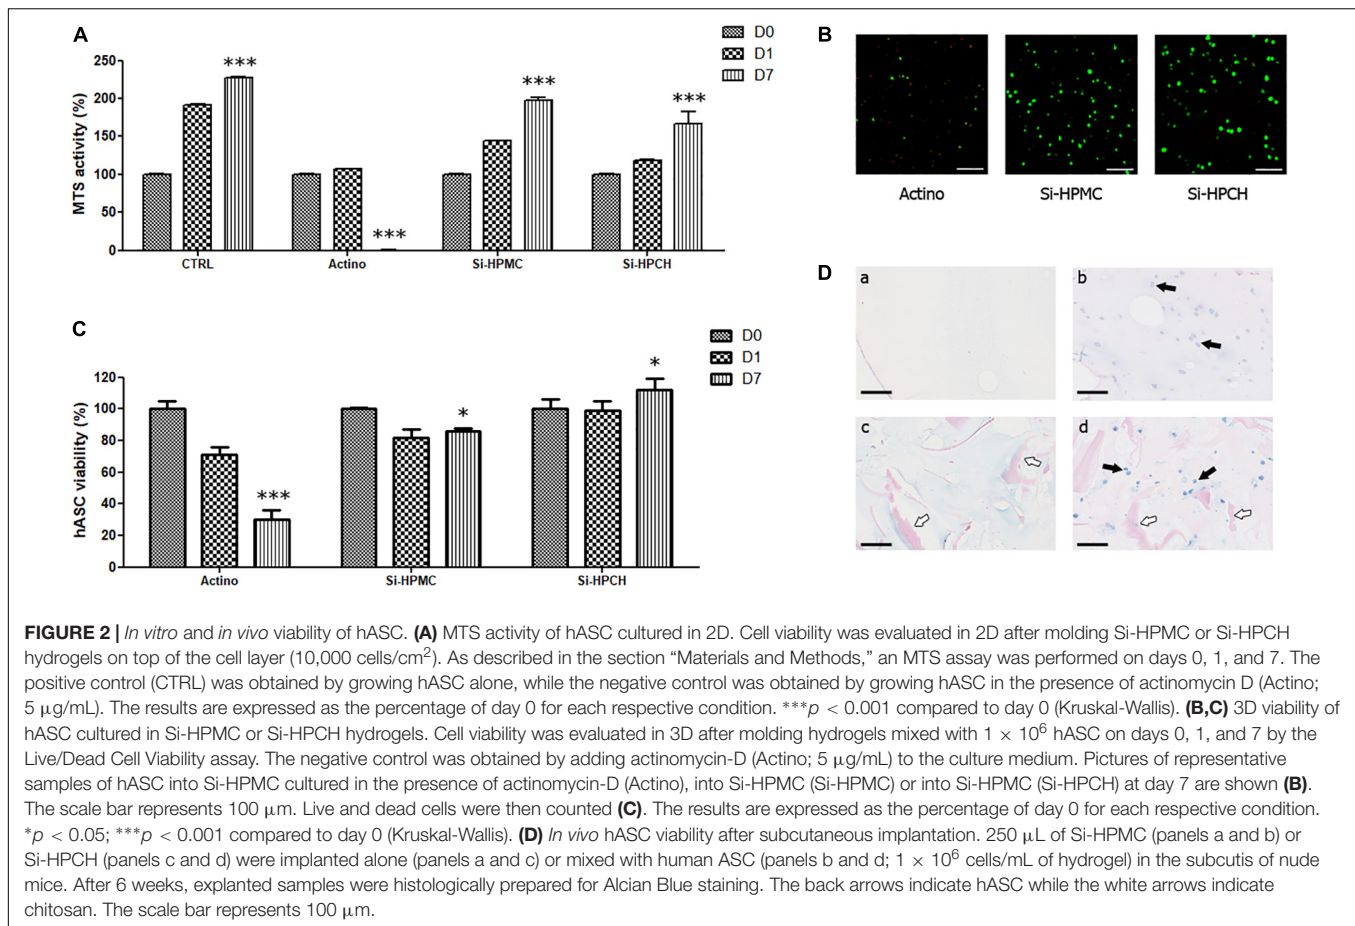 A
D0
D1
D7
MTS activity (%)
250
200
150
100
50
0
***
***
***
***
CTRL
Actino
Si-HPMC
Si-HPCH
B
Actino
Si-HPMC
Si-HPCH
C
D0
D1
D7
hASC viability (%)
120
100
80
60
40
20
0
***
*
*
Actino
Si-HPMC
Si-HPCH
D
a
b
c
d
FIGURE 2 | In vitro and in vivo viability of hASC. (A) MTS activity of hASC cultured in 2D. Cell viability was evaluated in 2D after molding Si-HPMC or Si-HPCH
hydrogels on top of the cell layer (10,000 cells/cm²). As described in the section “Materials and Methods,” an MTS assay was performed on days 0, 1, and 7. The
positive control (CTRL) was obtained by growing hASC alone, while the negative control was obtained by growing hASC in the presence of actinomycin D (Actino;
5 μg/mL). The results are expressed as the percentage of day 0 for each respective condition. ***p < 0.001 compared to day 0 (Kruskal-Wallis). (B,C) 3D viability of
hASC cultured in Si-HPMC or Si-HPCH hydrogels. Cell viability was evaluated in 3D after molding hydrogels mixed with 1 × 10⁶ hASC on days 0, 1, and 7 by the
Live/Dead Cell Viability assay. The negative control was obtained by adding actinomycin-D (Actino; 5 μg/mL) to the culture medium. Pictures of representative
samples of hASC into Si-HPMC cultured in the presence of actinomycin-D (Actino), into Si-HPMC (Si-HPMC) or into Si-HPMC (Si-HPCH) at day 7 are shown (B).
The scale bar represents 100 μm. Live and dead cells were then counted (C). The results are expressed as the percentage of day 0 for each respective condition.
*p < 0.05; ***p < 0.001 compared to day 0 (Kruskal-Wallis). (D) In vivo hASC viability after subcutaneous implantation. 250 μL of Si-HPMC (panels a and b) or
Si-HPCH (panels c and d) were implanted alone (panels a and c) or mixed with human ASC (panels b and d; 1 × 10⁶ cells/mL of hydrogel) in the subcutis of nude
mice. After 6 weeks, explanted samples were histologically prepared for Alcian Blue staining. The back arrows indicate hASC while the white arrows indicate
chitosan. The scale bar represents 100 μm.